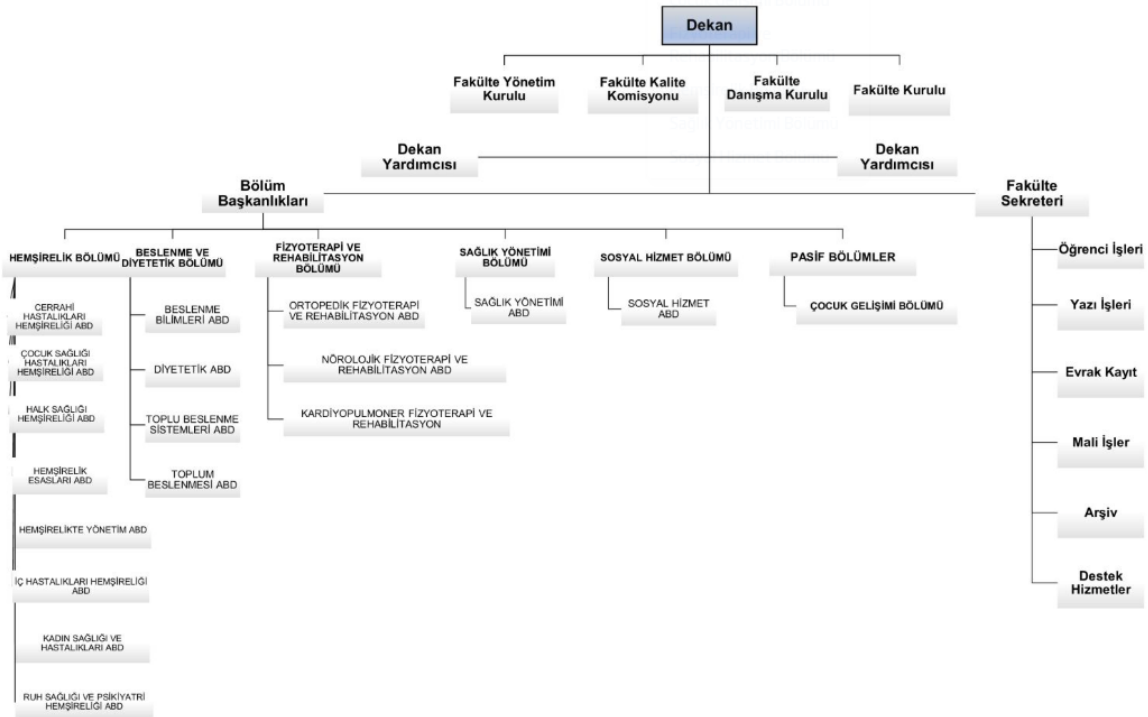 Dekan
Fakülte Yönetim
Kurulu
Fakülte Kalite
Komisyonu
Fakülte
Danışma Kurulu
Fakülte Kurulu
Dekan
Yardımcısı
Dekan
Yardımcısı
Bölüm
Başkanlıkları
Fakülte
Sekreteri
HEMŞİRELİK BÖLÜMÜ
CERRAHİ
HASTALIKLARI
HEMŞİRELİĞİ ABD
ÇOCUK SAĞLIĞI
HASTALIKLARI
HEMŞİRELİĞİ ABD
HALK SAĞLIĞI
HEMŞİRELİĞİ ABD
HEMŞİRELİK
ESASLARI ABD
HEMŞİRELİKTE YÖNETİM ABD
İÇ HASTALIKLARI HEMŞİRELİĞİ
ABD
KADIN SAĞLIĞI VE
HASTALIKLARI ABD
RUH SAĞLIĞI VE PSİKİYATRİ
HEMŞİRELİĞİ ABD
BESLENME VE
DİYETETİK BÖLÜMÜ
BESLENME
BİLİMLERİ ABD
DİYETETİK ABD
TOPLU BESLENME
SİSTEMLERİ ABD
TOPLUM
BESLENMESİ ABD
FİZYOTERAPİ VE
REHABİLİTASYON
BÖLÜMÜ
ORTOPEDİK FİZYOTERAPİ
VE REHABİLİTASYON ABD
NÖROLOJİK FİZYOTERAPİ VE
REHABİLİTASYON ABD
KARDİYOPULMONER FİZYOTERAPİ VE
REHABİLİTASYON
SAĞLIK YÖNETİMİ
BÖLÜMÜ
SAĞLIK YÖNETİMİ
ABD
SOSYAL HİZMET BÖLÜMÜ
SOSYAL HİZMET
ABD
PASİF BÖLÜMLER
ÇOCUK GELİŞİMİ BÖLÜMÜ
Öğrenci İşleri
Yazı İşleri
Evrak Kayıt
Mali İşler
Arşiv
Destek
Hizmetler